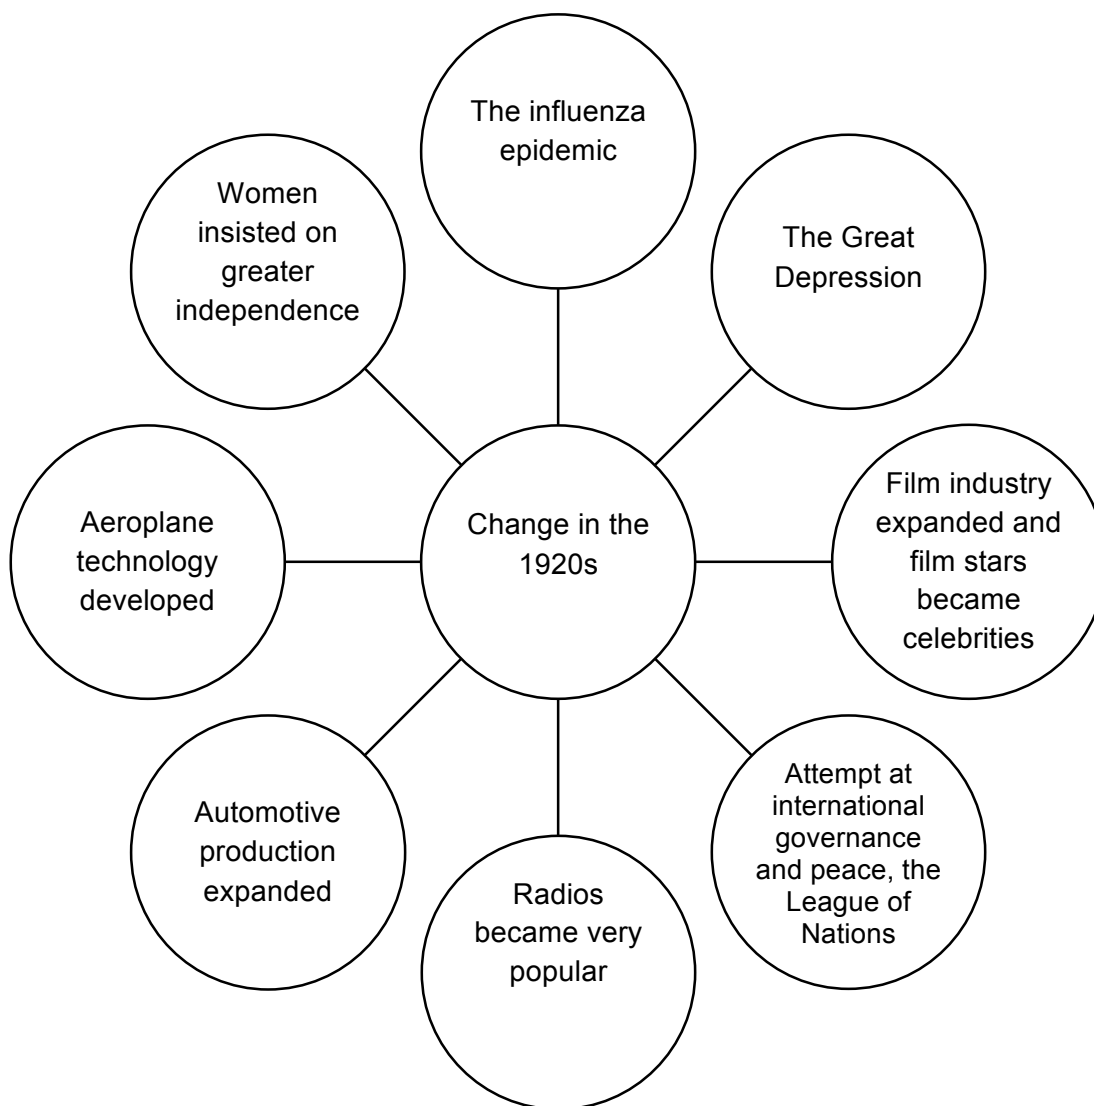 The influenza
epidemic
Women
insisted on
greater
independence
The Great
Depression
Aeroplane
technology
developed
Change in the
1920s
Film industry
expanded and
film stars
became
celebrities
Automotive
production
expanded
Radios
became very
popular
Attempt at
international
governance
and peace, the
League of
Nations